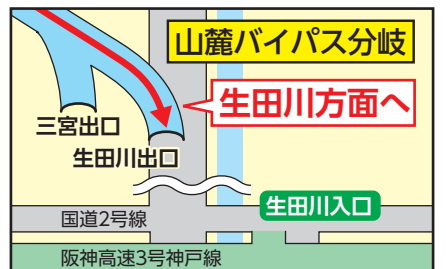 山麓バイパス分岐
生田川方面へ
三宮出口
生田川出口
生田川入口
国道2号線
阪神高速3号神戸線